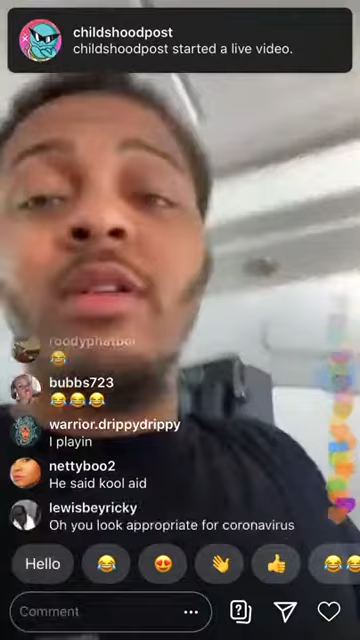 childshoodpost
childshoodpost started a live video.
roodyphatboi
😂
bubbs723
😂😂😂
warrior.drippydrippy
I playin
nettyboo2
He said kool aid
lewisbeyricky
Oh you look appropriate for coronavirus
Hello 😂 😍 👋 👍 😂😂
Comment